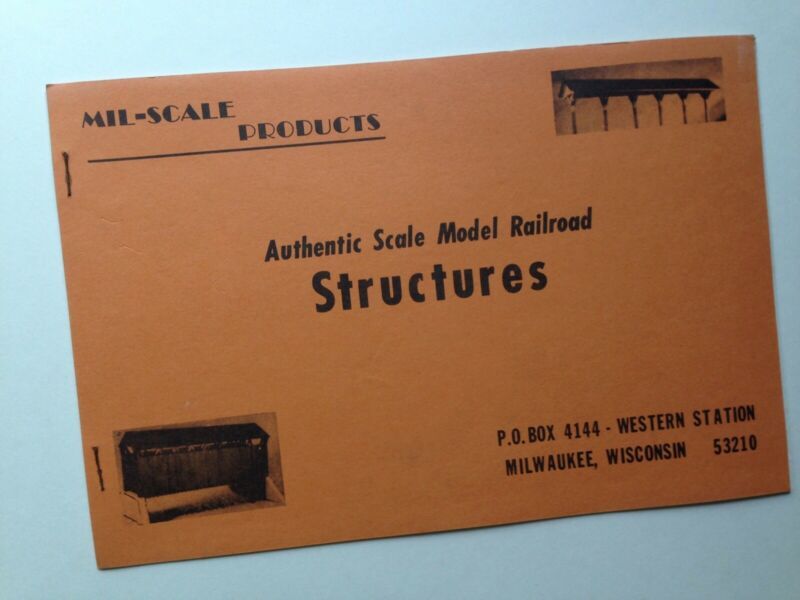 MIL-SCALE
PRODUCTS
Authentic Scale Model Railroad
Structures
P.O. BOX 4144 - WESTERN STATION
MILWAUKEE, WISCONSIN 53210